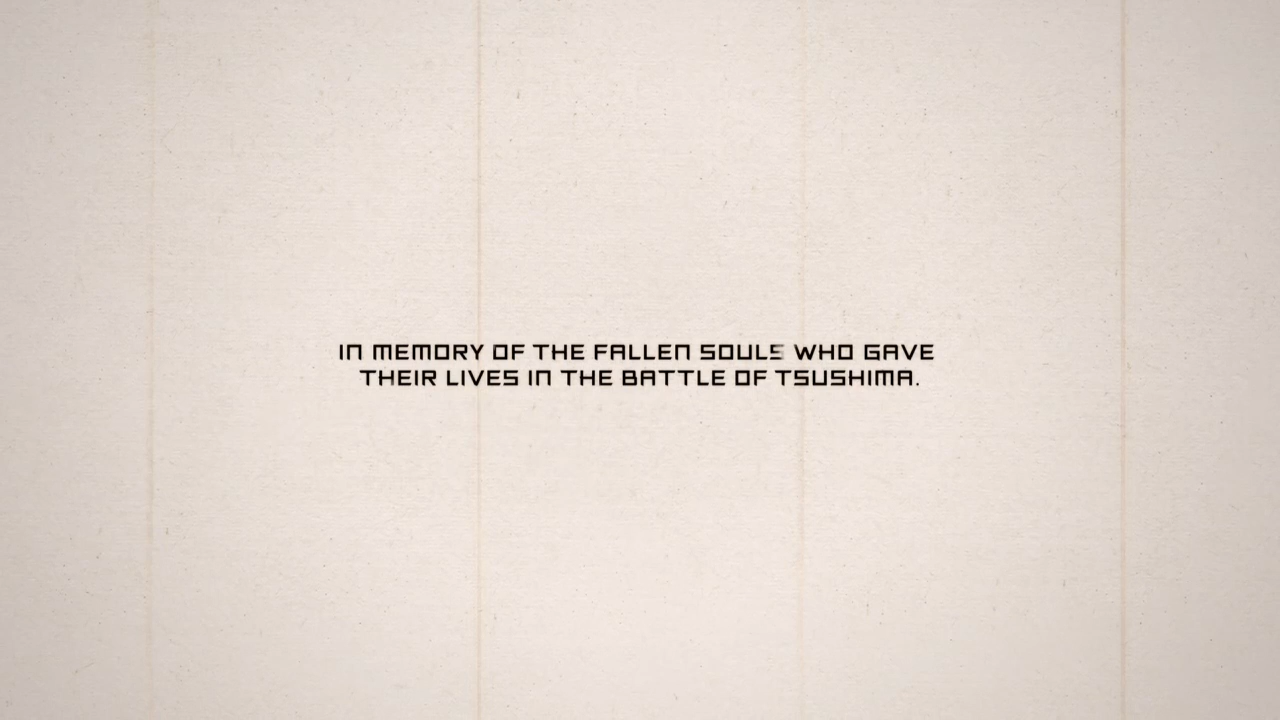 IN MEMORY OF THE FALLEN SOULS WHO GAVE
THEIR LIVES IN THE BATTLE OF TSUSHIMA.